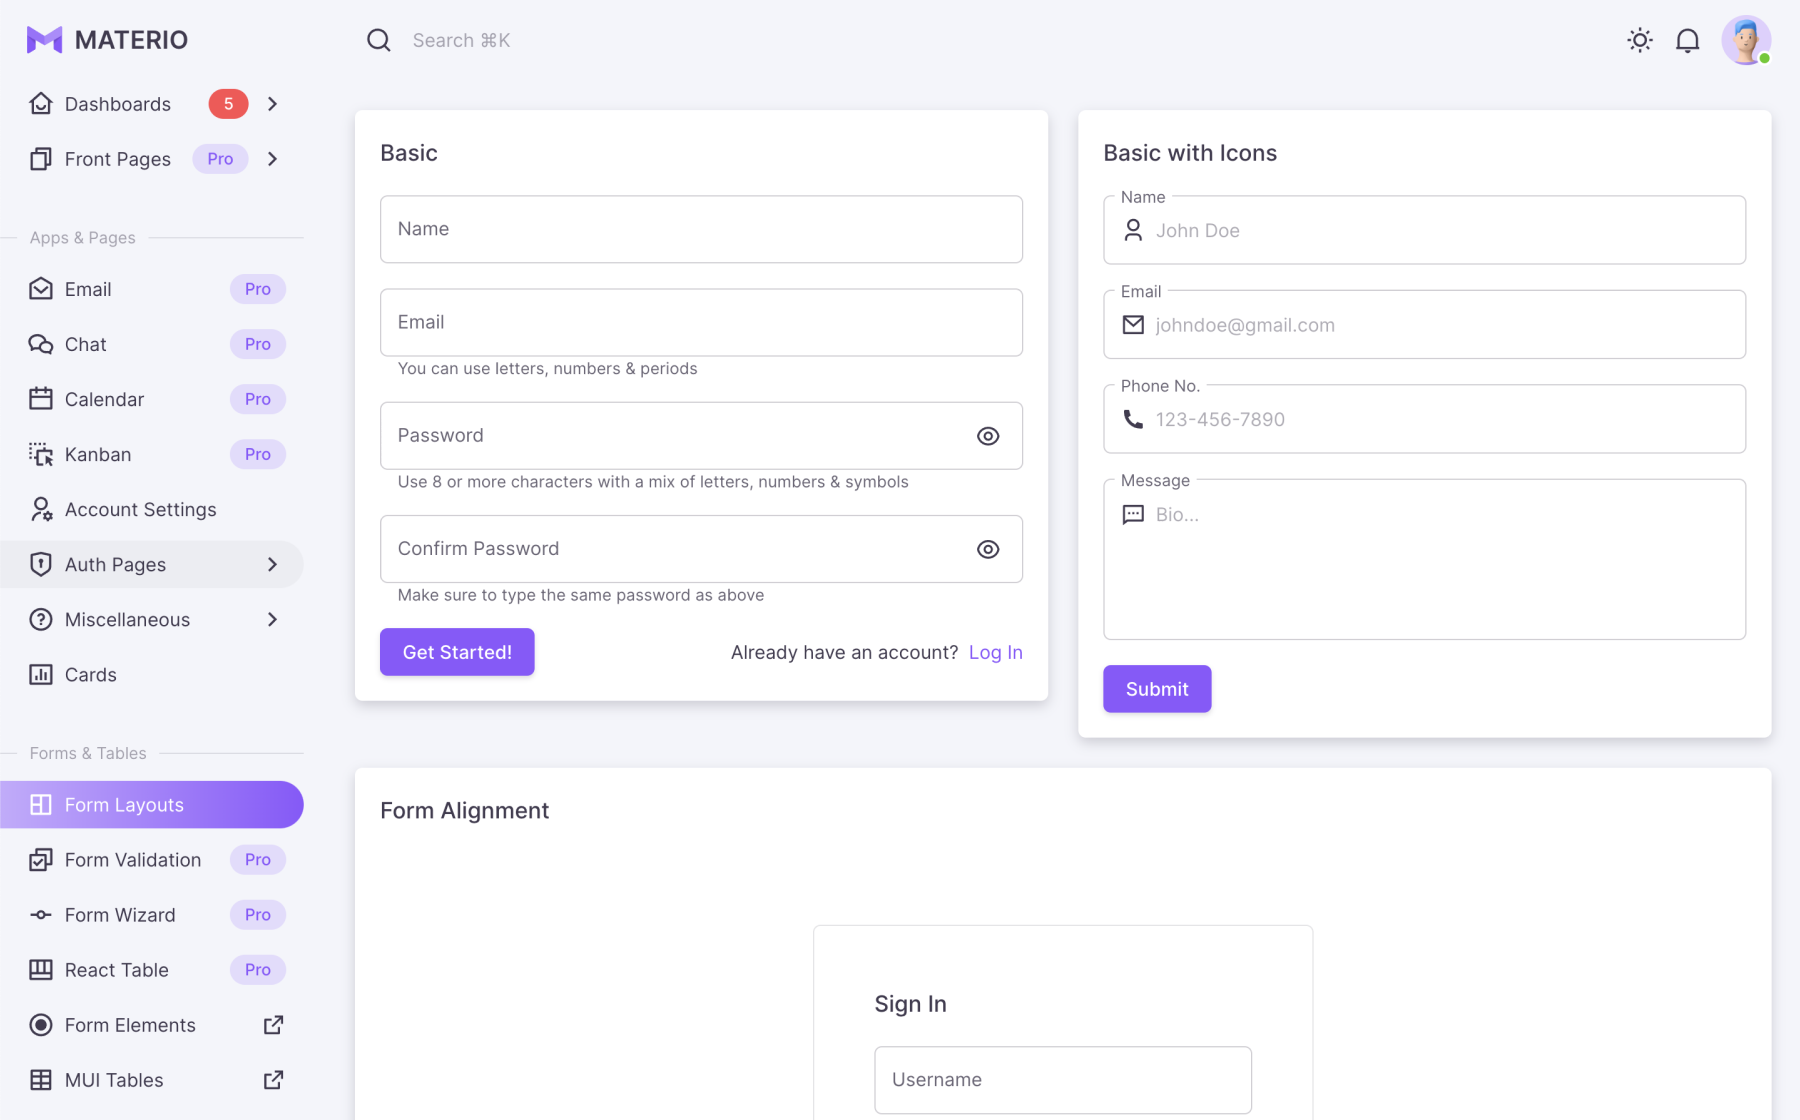 MATERIO
Search ⌘K
Dashboards 5
Front Pages Pro
Apps & Pages
Email Pro
Chat Pro
Calendar Pro
Kanban Pro
Account Settings
Auth Pages
Miscellaneous
Cards
Forms & Tables
Form Layouts
Form Validation Pro
Form Wizard Pro
React Table Pro
Form Elements
MUI Tables
Basic
Name
Email
You can use letters, numbers & periods
Password
Use 8 or more characters with a mix of letters, numbers & symbols
Confirm Password
Make sure to type the same password as above
Get Started!
Already have an account? Log In
Basic with Icons
Name
John Doe
Email
johndoe@gmail.com
Phone No.
123-456-7890
Message
Bio...
Submit
Form Alignment
Sign In
Username